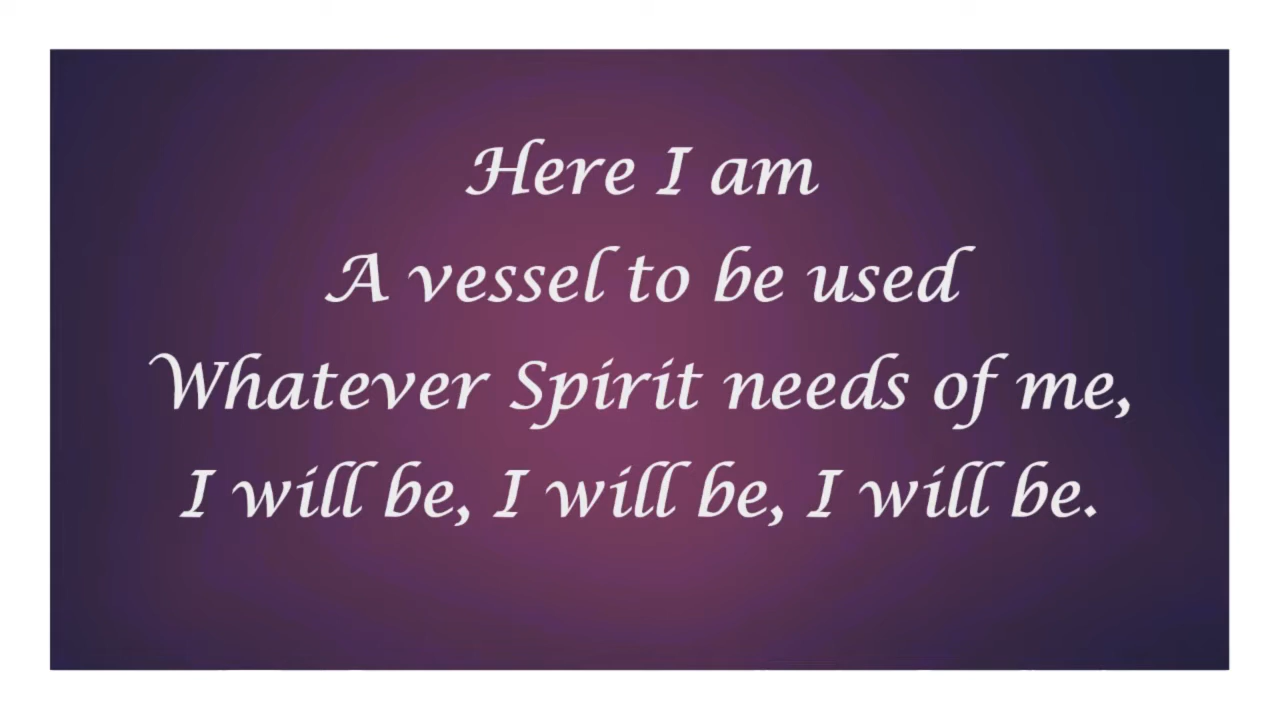 Here I am
A vessel to be used
Whatever Spirit needs of me,
I will be, I will be, I will be.